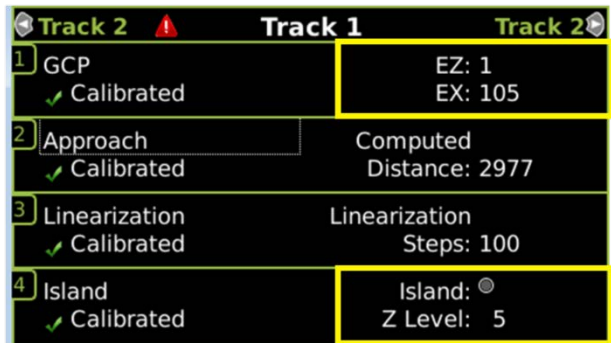 Track 2 Track 1 Track 2
1 GCP EZ: 1
Calibrated EX: 105
2 Approach Computed
Calibrated Distance: 2977
3 Linearization Linearization
Calibrated Steps: 100
4 Island Island:
Calibrated Z Level: 5